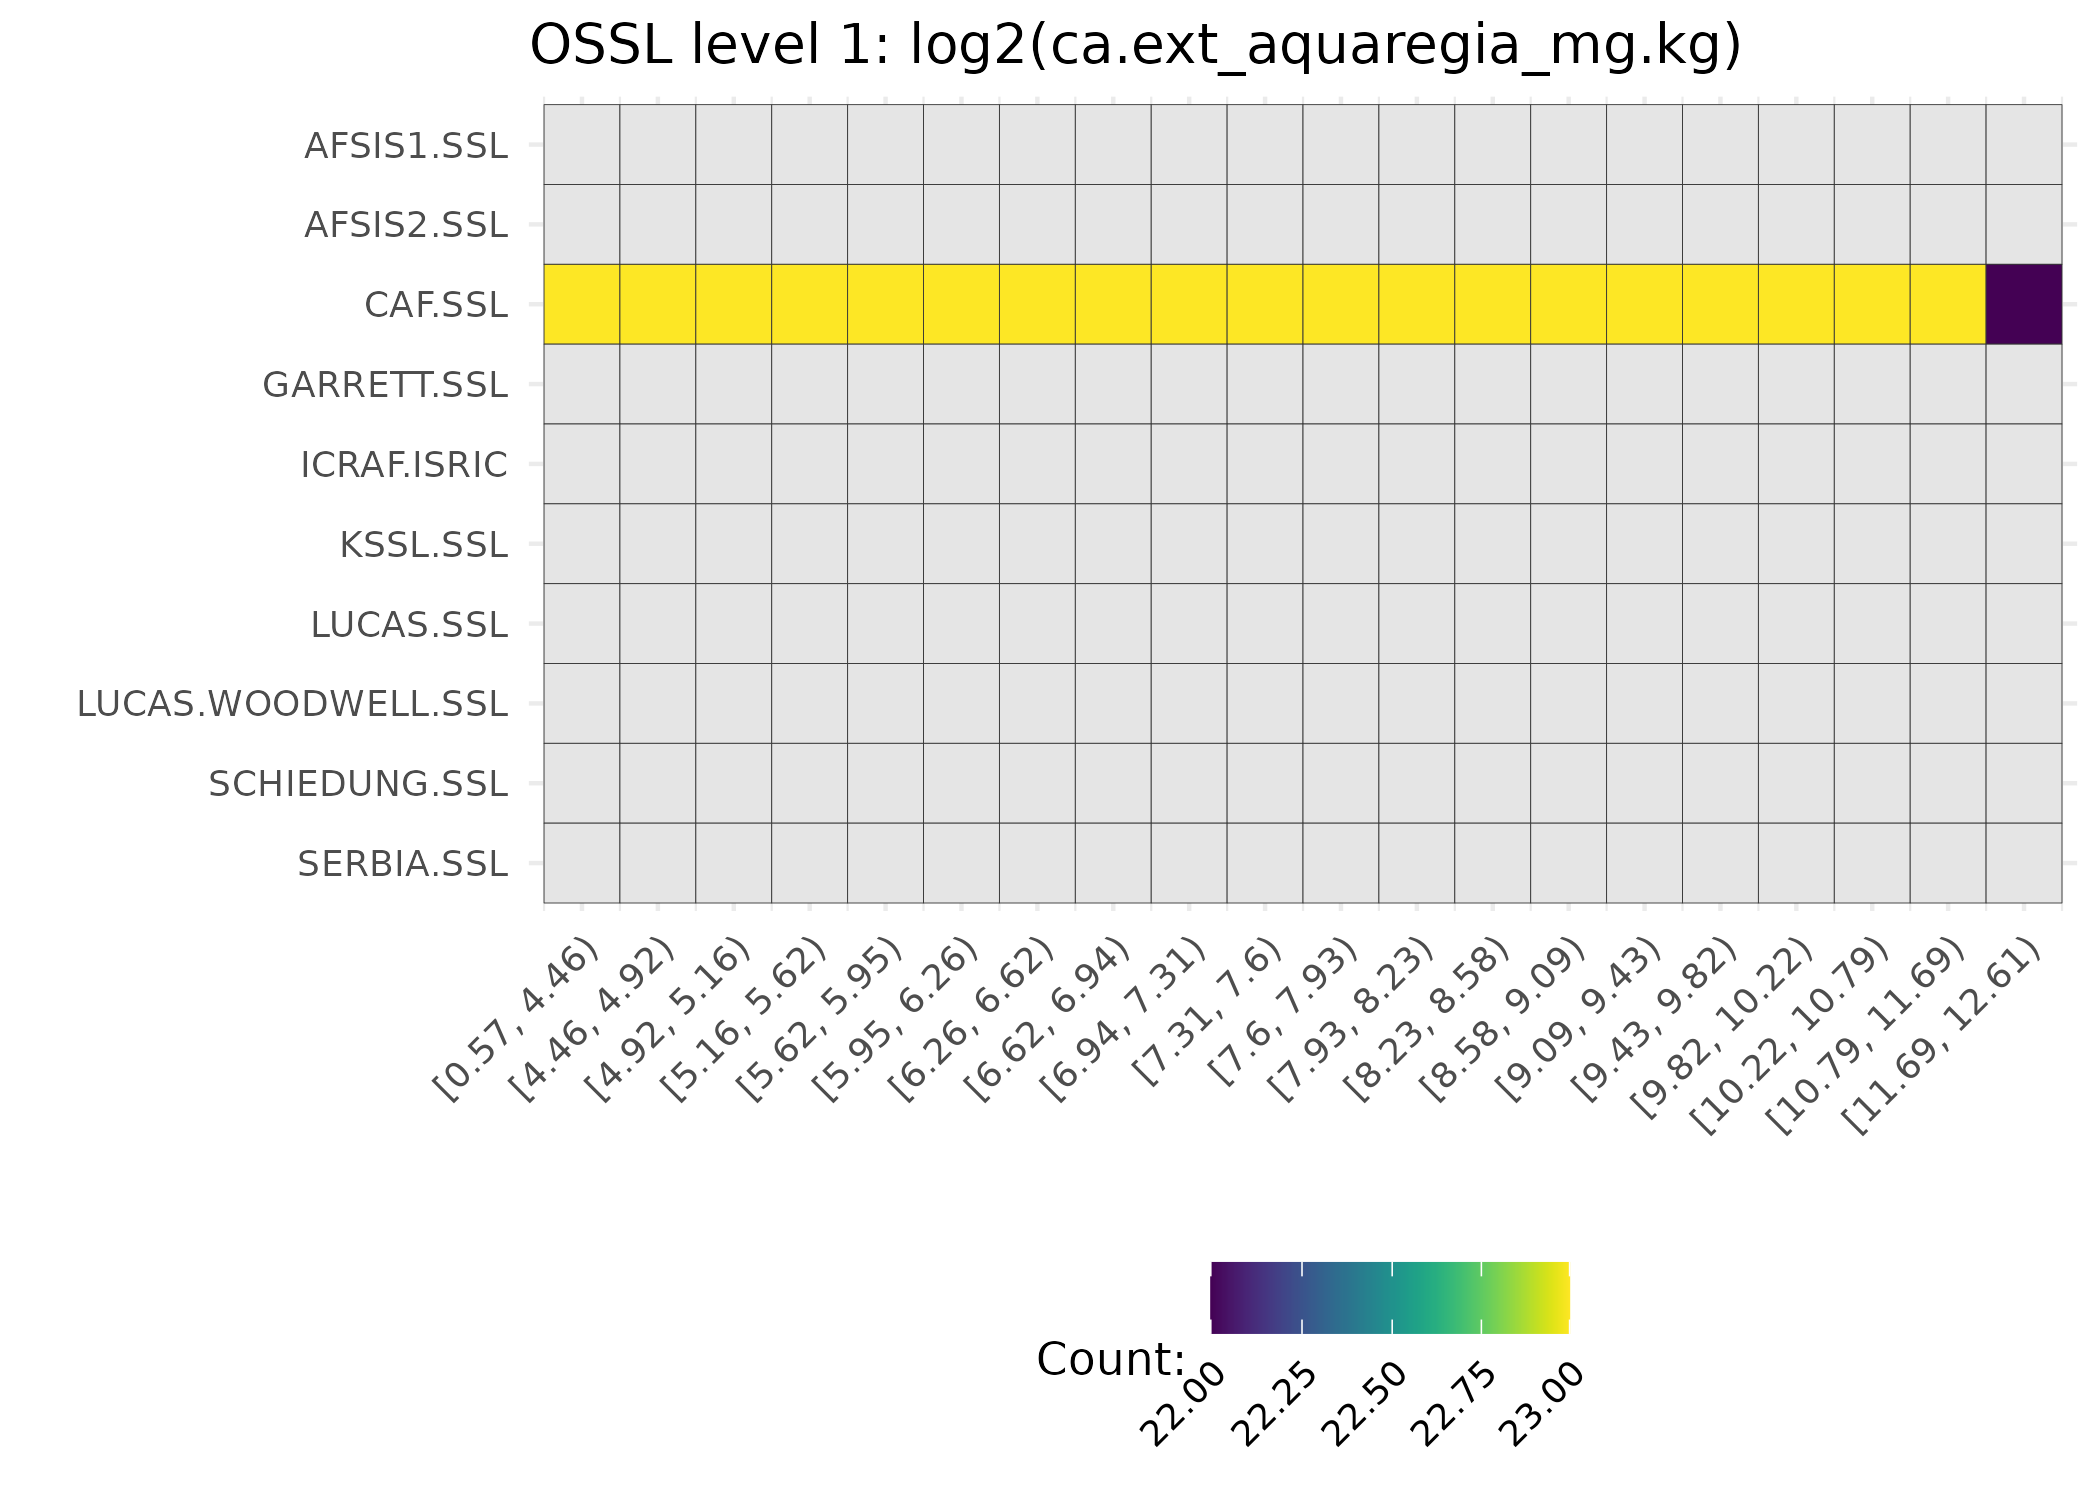 OSSL level 1: log2(ca.ext_aquaregia_mg.kg)
AFSIS1.SSL
AFSIS2.SSL
CAF.SSL
GARRETT.SSL
ICRAF.ISRIC
KSSL.SSL
LUCAS.SSL
LUCAS.WOODWELL.SSL
SCHIEDUNG.SSL
SERBIA.SSL
[0.57, 4.46)
[4.46, 4.92)
[4.92, 5.16)
[5.16, 5.62)
[5.62, 5.95)
[5.95, 6.26)
[6.26, 6.62)
[6.62, 6.94)
[6.94, 7.31)
[7.31, 7.6)
[7.6, 7.93)
[7.93, 8.23)
[8.23, 8.58)
[8.58, 9.09)
[9.09, 9.43)
[9.43, 9.82)
[9.82, 10.22)
[10.22, 10.79)
[10.79, 11.69)
[11.69, 12.61)
Count:
22.00
22.25
22.50
22.75
23.00